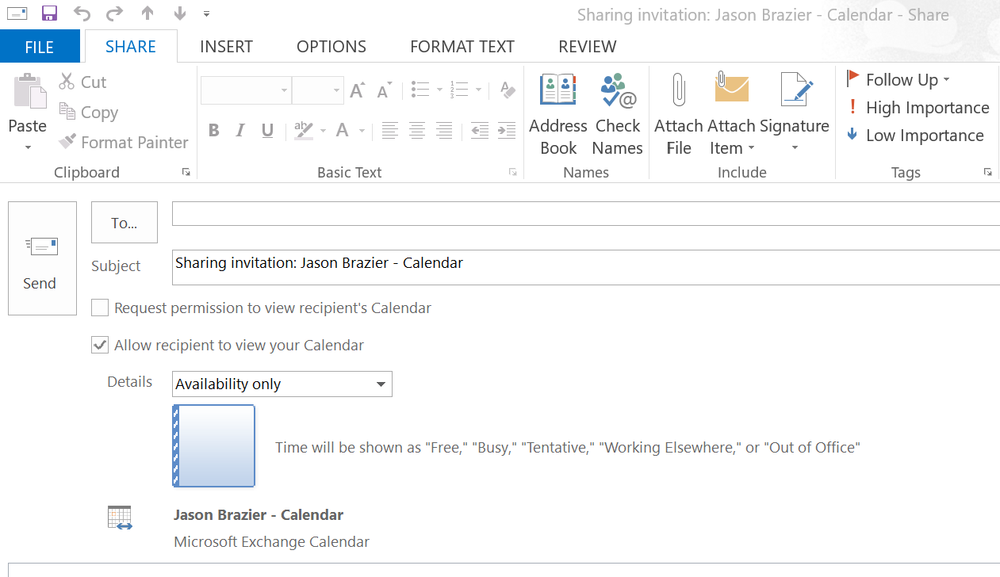 Sharing invitation: Jason Brazier - Calendar - Share
FILE SHARE INSERT OPTIONS FORMAT TEXT REVIEW
Paste
Cut
Copy
Format Painter
Clipboard
A A
B I U ab A
Basic Text
Address Book
Check Names
Names
Attach File
Attach Item
Signature
Include
Follow Up
High Importance
Low Importance
Tags
Send
To...
Subject Sharing invitation: Jason Brazier - Calendar
Request permission to view recipient's Calendar
Allow recipient to view your Calendar
Details Availability only
Time will be shown as "Free," "Busy," "Tentative," "Working Elsewhere," or "Out of Office"
Jason Brazier - Calendar
Microsoft Exchange Calendar